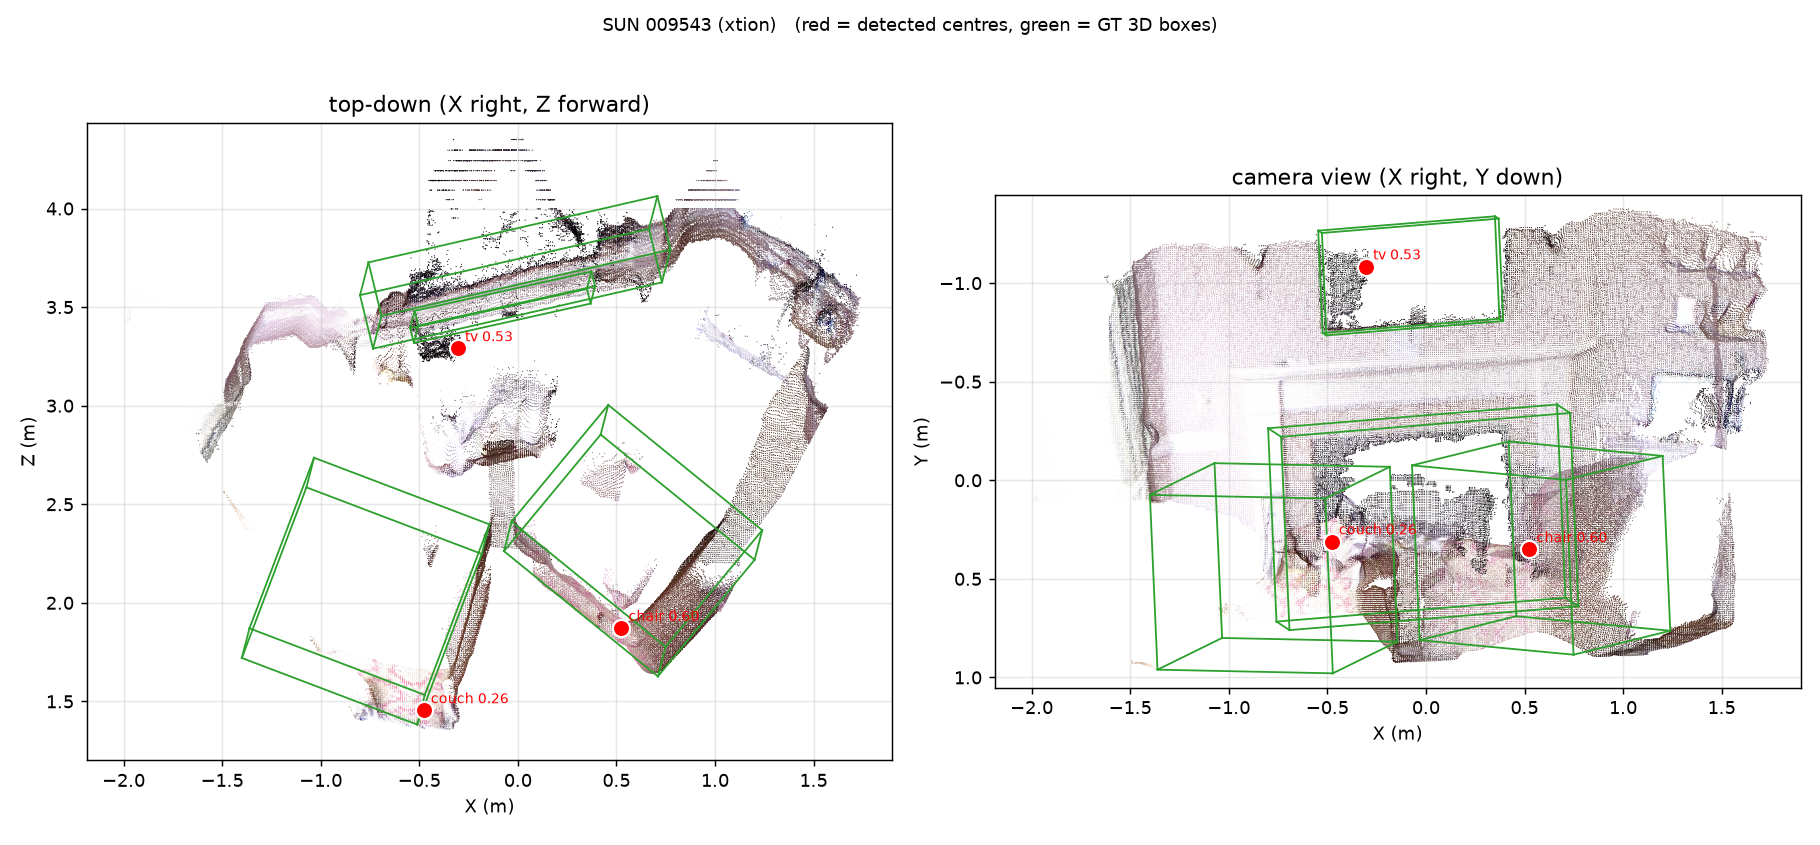 SUN 009543 (xtion)   (red = detected centres, green = GT 3D boxes)
top-down (X right, Z forward)
4.0
3.5
3.0
2.5
2.0
1.5
Z (m)
tv 0.53
chair 0.60
couch 0.26
−2.0 −1.5 −1.0 −0.5 0.0 0.5 1.0 1.5
X (m)
camera view (X right, Y down)
−1.0
−0.5
0.0
0.5
1.0
Y (m)
tv 0.53
couch 0.26
chair 0.60
−2.0 −1.5 −1.0 −0.5 0.0 0.5 1.0 1.5
X (m)